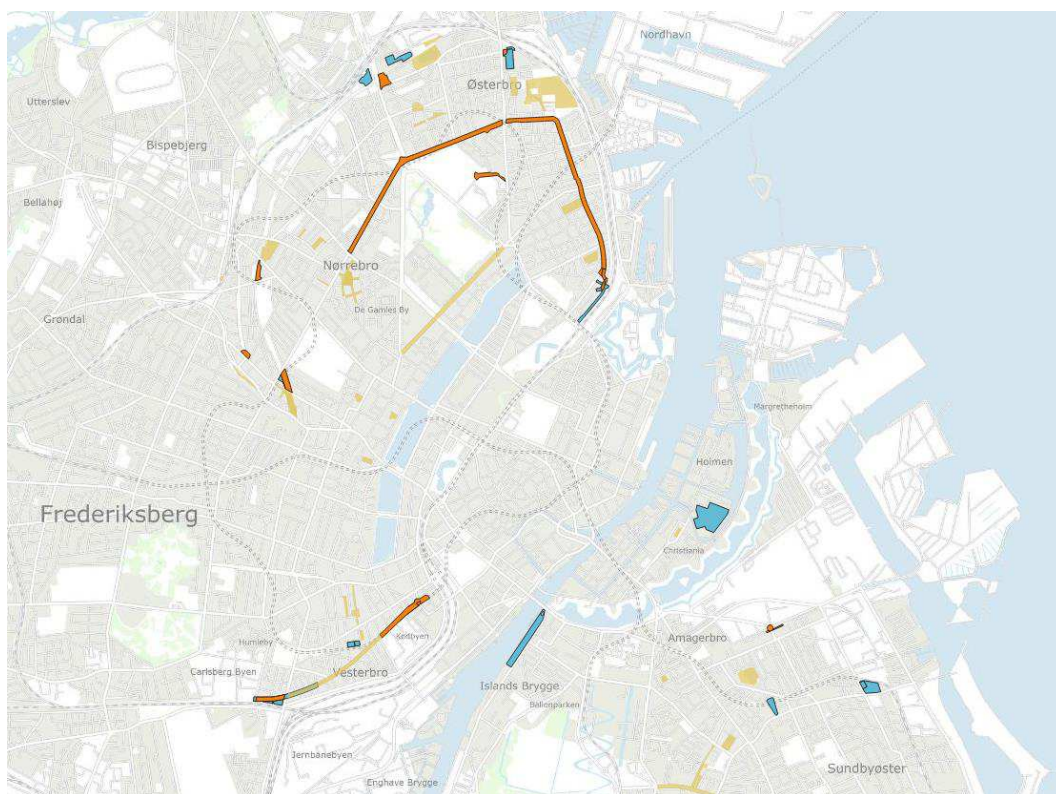 Nordhavn
Østerbro
Utterslev
Bispebjerg
Bellahøj
Nørrebro
De Gamles By
Grøndal
Margretheholm
Holmen
Frederiksberg
Christiania
Humleby
Kødbyen
Amagerbro
Carlsberg Byen
Vesterbro
Islands Brygge
Ballonparken
Jernbanebyen
Sundbyøster
Enghave Brygge